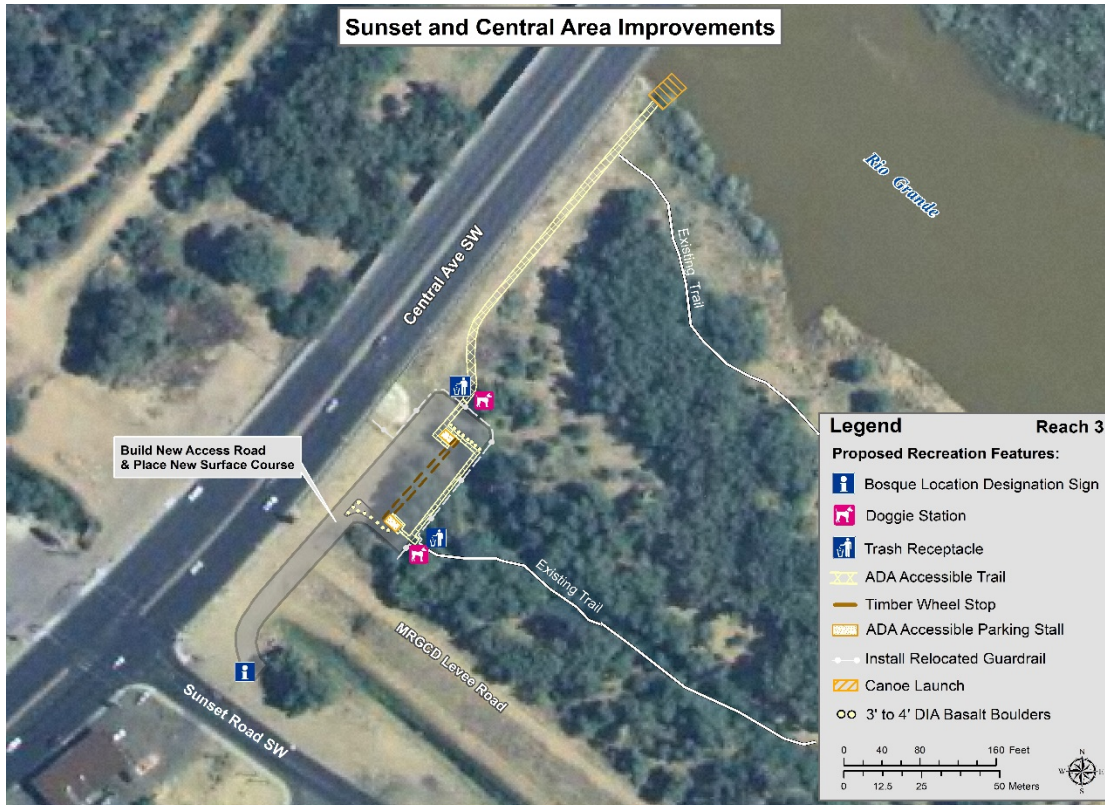 Sunset and Central Area Improvements
Rio Grande
Existing Trail
Central Ave SW
Build New Access Road
& Place New Surface Course
Existing Trail
MRGCD Levee Road
Sunset Road SW
Legend Reach 3
Proposed Recreation Features:
Bosque Location Designation Sign
Doggie Station
Trash Receptacle
ADA Accessible Trail
Timber Wheel Stop
ADA Accessible Parking Stall
Install Relocated Guardrail
Canoe Launch
3' to 4' DIA Basalt Boulders
0 40 80 160 Feet
0 12.5 25 50 Meters
N
W E
S